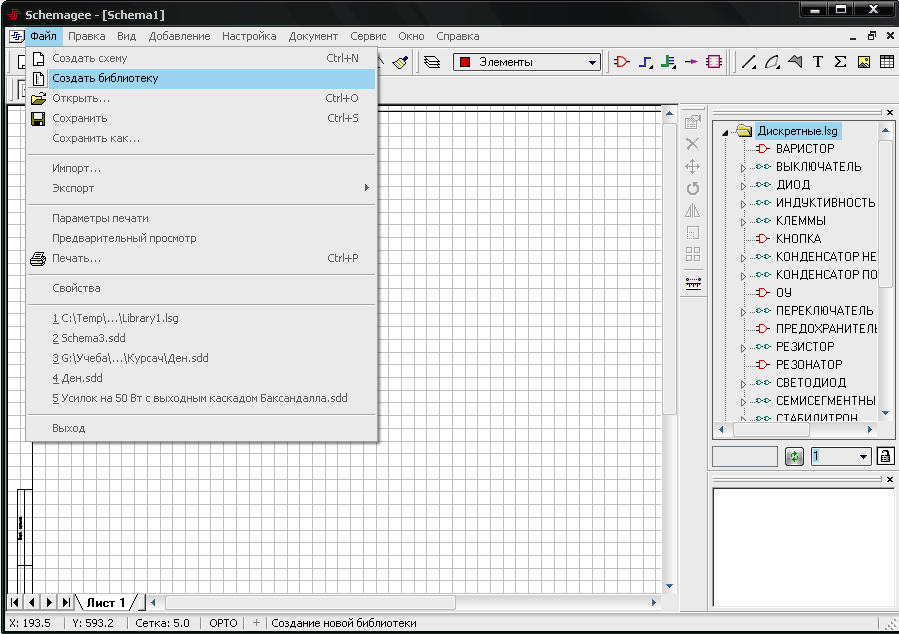 Schemagee - [Schema1]
Файл Правка Вид Добавление Настройка Документ Сервис Окно Справка
Создать схему Ctrl+N
Создать библиотеку
Открыть... Ctrl+O
Сохранить Ctrl+S
Сохранить как...
Импорт...
Экспорт
Параметры печати
Предварительный просмотр
Печать... Ctrl+P
Свойства
1 C:\Temp\...\Library1.lsg
2 Schema3.sdd
3 G:\Учеба\...\Курсач\Ден.sdd
4 Ден.sdd
5 Усилок на 50 Вт с выходным каскадом Баксандалла.sdd
Выход
Элементы
T Σ
Дискретные.lsg
ВАРИСТОР
ВЫКЛЮЧАТЕЛЬ
ДИОД
ИНДУКТИВНОСТЬ
КЛЕММЫ
КНОПКА
КОНДЕНСАТОР НЕ
КОНДЕНСАТОР ПО
ОУ
ПЕРЕКЛЮЧАТЕЛЬ
ПРЕДОХРАНИТЕЛЬ
РЕЗИСТОР
РЕЗОНАТОР
СВЕТОДИОД
СЕМИСЕГМЕНТНЫ
СТАБИЛИТРОН
1
Лист 1
X: 193.5 Y: 593.2 Сетка: 5.0 ОРТО + Создание новой библиотеки